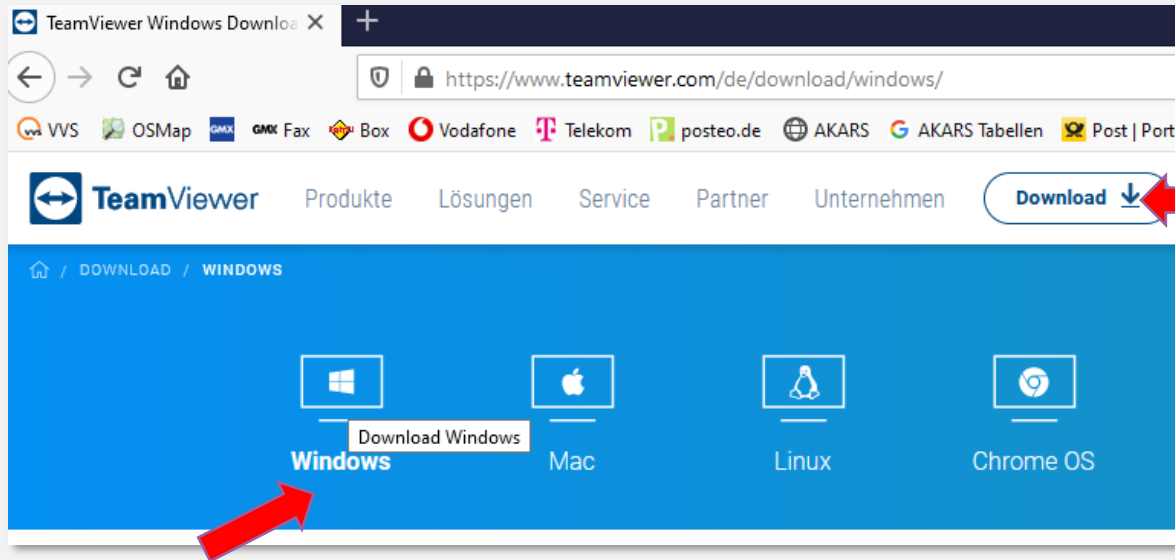 TeamViewer Windows Downloa
https://www.teamviewer.com/de/download/windows/
VVS OSMap GMX GMX Fax Box Vodafone Telekom posteo.de AKARS AKARS Tabellen Post | Port
TeamViewer Produkte Lösungen Service Partner Unternehmen Download
/ DOWNLOAD / WINDOWS
Download Windows
Windows Mac Linux Chrome OS